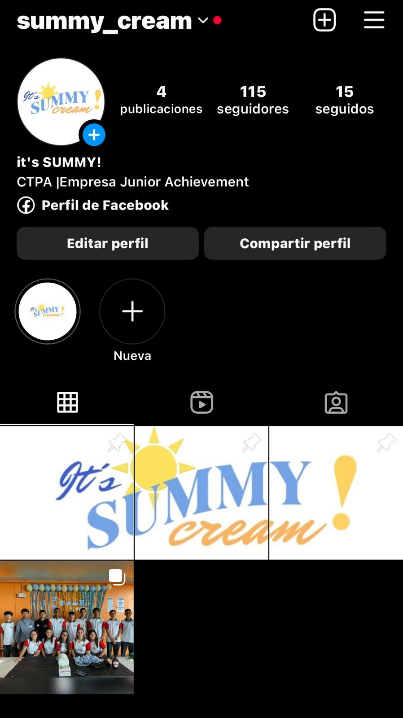 summy_cream
It's
SUMMY
cream!
4
publicaciones
115
seguidores
15
seguidos
it's SUMMY!
CTPA |Empresa Junior Achievement
Perfil de Facebook
Editar perfil
Compartir perfil
It's
SUMMY
cream!
Nueva
It's
SUMMY!
cream